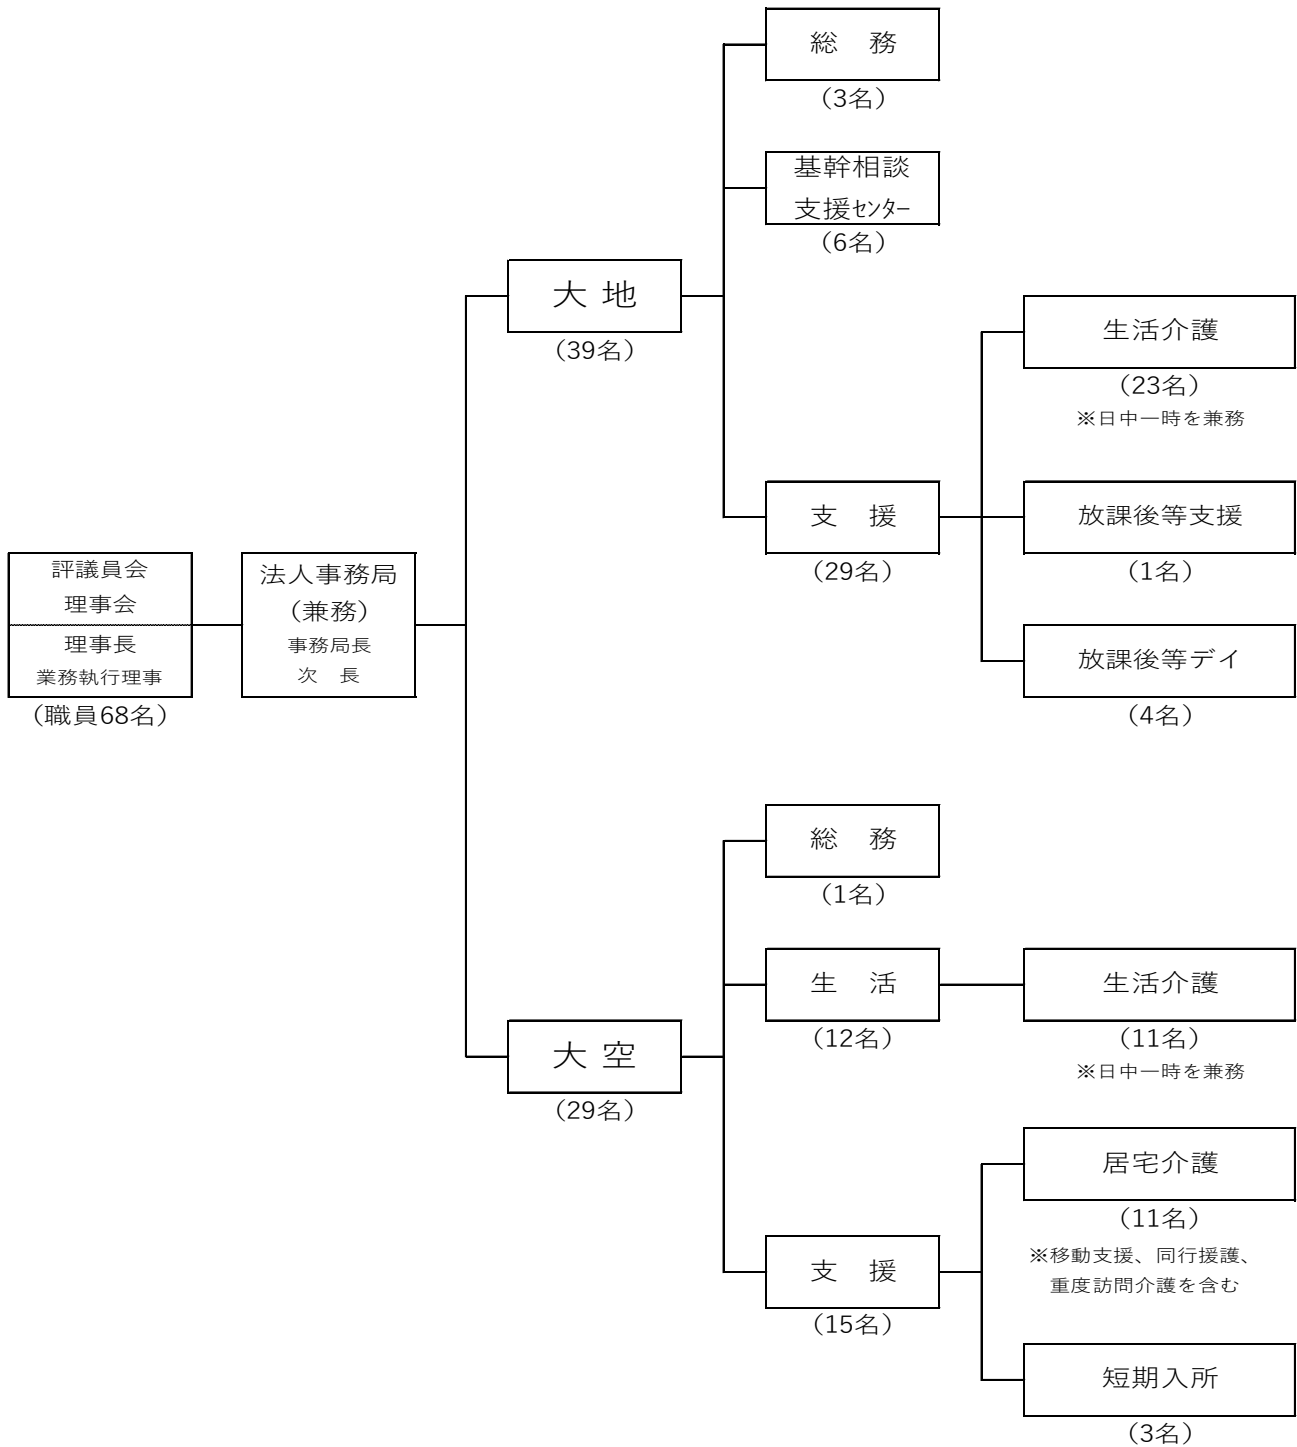 評議員会
理事会
理事長
業務執行理事
（職員68名）
法人事務局
（兼務）
事務局長
次　長
大 地
（39名）
総　務
（3名）
基幹相談
支援ｾﾝﾀｰ
（6名）
支　援
（29名）
生活介護
（23名）
※日中一時を兼務
放課後等支援
（1名）
放課後等デイ
（4名）
大 空
（29名）
総　務
（1名）
生　活
（12名）
生活介護
（11名）
※日中一時を兼務
支　援
（15名）
居宅介護
（11名）
※移動支援、同行援護、
重度訪問介護を含む
短期入所
（3名）